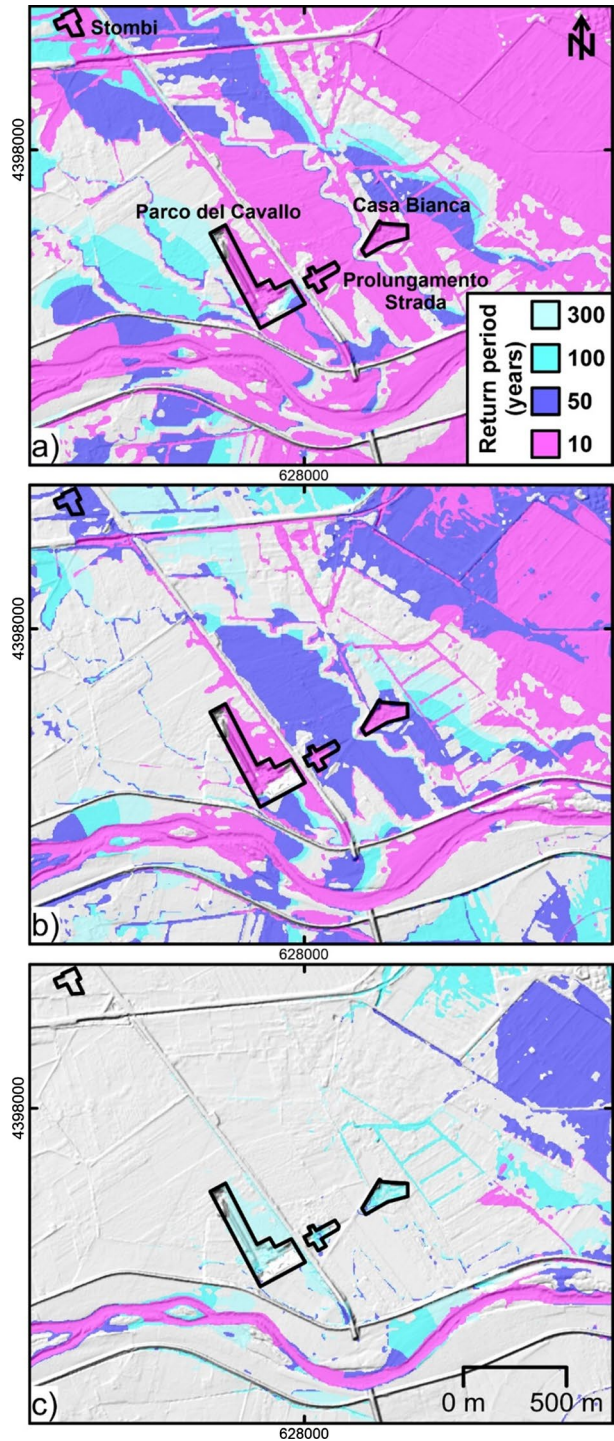 Stombi
N
4398000
Parco del Cavallo
Casa Bianca
Prolungamento
Strada
Return period
(years)
300
100
50
10
a)
628000
4398000
b)
628000
4398000
0 m 500 m
c)
628000